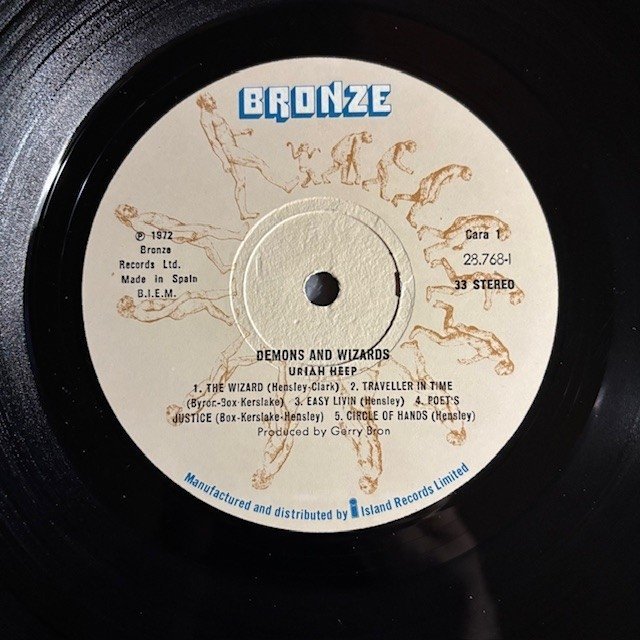 BRONZE
℗ 1972
Bronze
Records Ltd.
Made in Spain
B.I.E.M.
Cara 1
28.768-I
33 STEREO
DEMONS AND WIZARDS
URIAH HEEP
1. THE WIZARD (Hensley-Clark) 2. TRAVELLER IN TIME
(Byron-Box-Kerslake) 3. EASY LIVIN (Hensley) 4. POET'S
JUSTICE (Box-Kerslake-Hensley) 5. CIRCLE OF HANDS (Hensley)
Produced by Gerry Bron
Manufactured and distributed by Island Records Limited